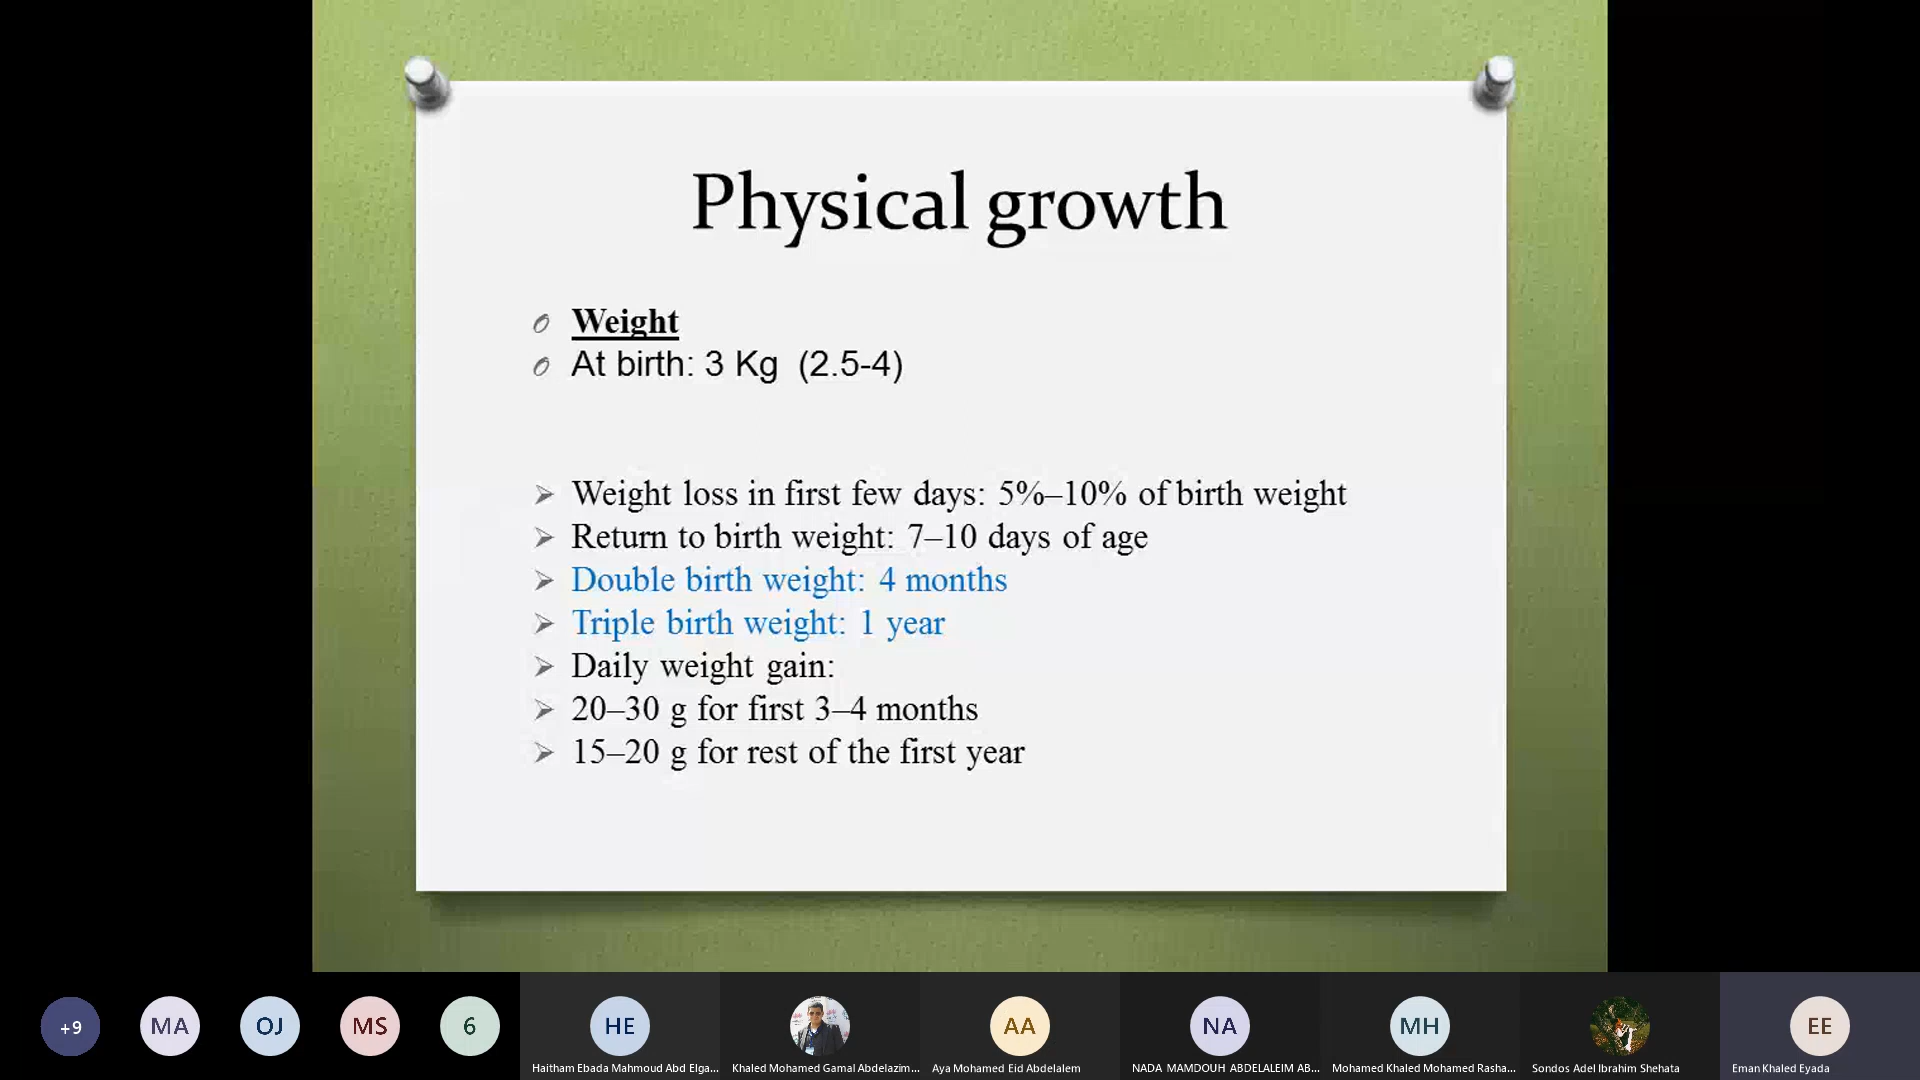 Physical growth
Weight
At birth: 3 Kg (2.5-4)
Weight loss in first few days: 5%–10% of birth weight
Return to birth weight: 7–10 days of age
Double birth weight: 4 months
Triple birth weight: 1 year
Daily weight gain:
20–30 g for first 3–4 months
15–20 g for rest of the first year
+9
MA
OJ
MS
6
HE
AA
NA
MH
EE
Haitham Ebada Mahmoud Abd Elga...
Khaled Mohamed Gamal Abdelazim...
Aya Mohamed Eid Abdelalem
NADA MAMDOUH ABDELALEIM AB...
Mohamed Khaled Mohamed Rasha...
Sondos Adel Ibrahim Shehata
Eman Khaled Eyada